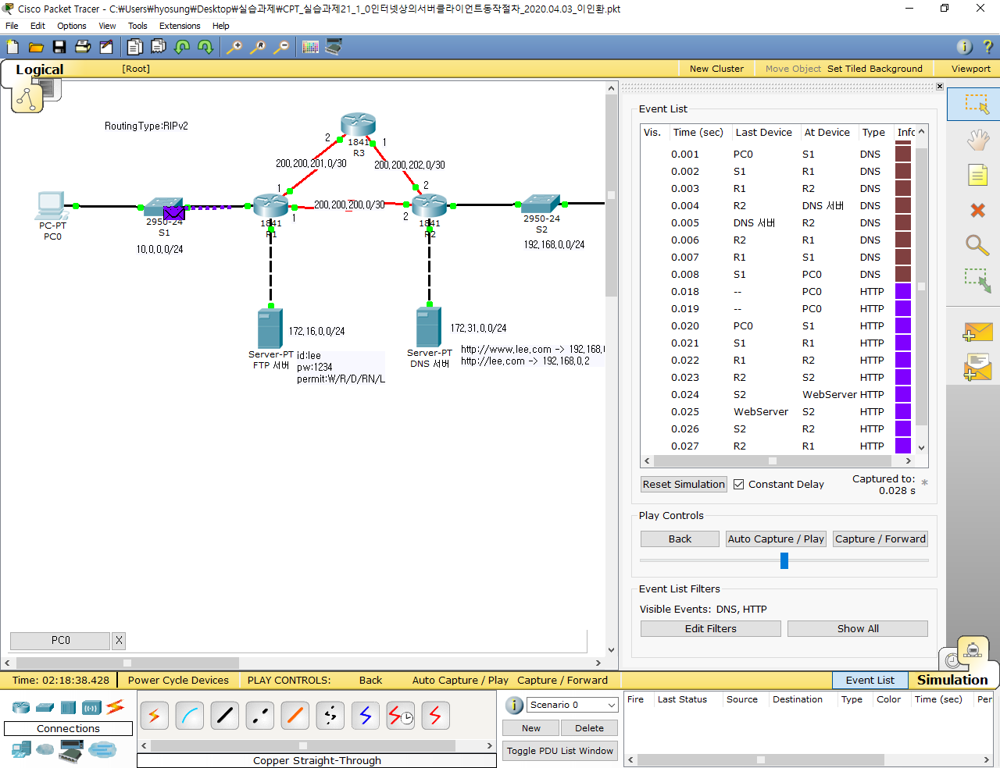 Cisco Packet Tracer - C:₩Users₩hyosung₩Desktop₩실습과제₩CPT_실습과제21_1_0인터넷상의서버클라이언트동작절차_2020.04.03_이인환.pkt
File Edit Options View Tools Extensions Help
Logical [Root] New Cluster Move Object Set Tiled Background Viewport
RoutingType:RIPv2
2 1841 1
R3
200,200,201,0/30 200,200,202,0/30
1 2
200,200,200,0/30
PC-PT
PC0
2950-24
S1
10,0,0,0/24
1841
R1
1
2 1841
R2
2950-24
S2
192,168,0,0/24
172,16,0,0/24
Server-PT
FTP 서버
id:lee
pw:1234
permit:W/R/D/RN/L
172,31,0,0/24
Server-PT
DNS 서버
http://www.lee.com -> 192,168,
http://lee.com -> 192,168,0,2
PC0 X
Event List
Vis. Time (sec) Last Device At Device Type Info
0.001 PC0 S1 DNS
0.002 S1 R1 DNS
0.003 R1 R2 DNS
0.004 R2 DNS 서버 DNS
0.005 DNS 서버 R2 DNS
0.006 R2 R1 DNS
0.007 R1 S1 DNS
0.008 S1 PC0 DNS
0.018 -- PC0 HTTP
0.019 -- PC0 HTTP
0.020 PC0 S1 HTTP
0.021 S1 R1 HTTP
0.022 R1 R2 HTTP
0.023 R2 S2 HTTP
0.024 S2 WebServer HTTP
0.025 WebServer S2 HTTP
0.026 S2 R2 HTTP
0.027 R2 R1 HTTP
Reset Simulation Constant Delay Captured to: *
0.028 s
Play Controls
Back Auto Capture / Play Capture / Forward
Event List Filters
Visible Events: DNS, HTTP
Edit Filters Show All
Time: 02:18:38.428 Power Cycle Devices PLAY CONTROLS: Back Auto Capture / Play Capture / Forward Event List Simulation
Connections
Copper Straight-Through
Scenario 0
New Delete
Toggle PDU List Window
Fire Last Status Source Destination Type Color Time (sec) Per